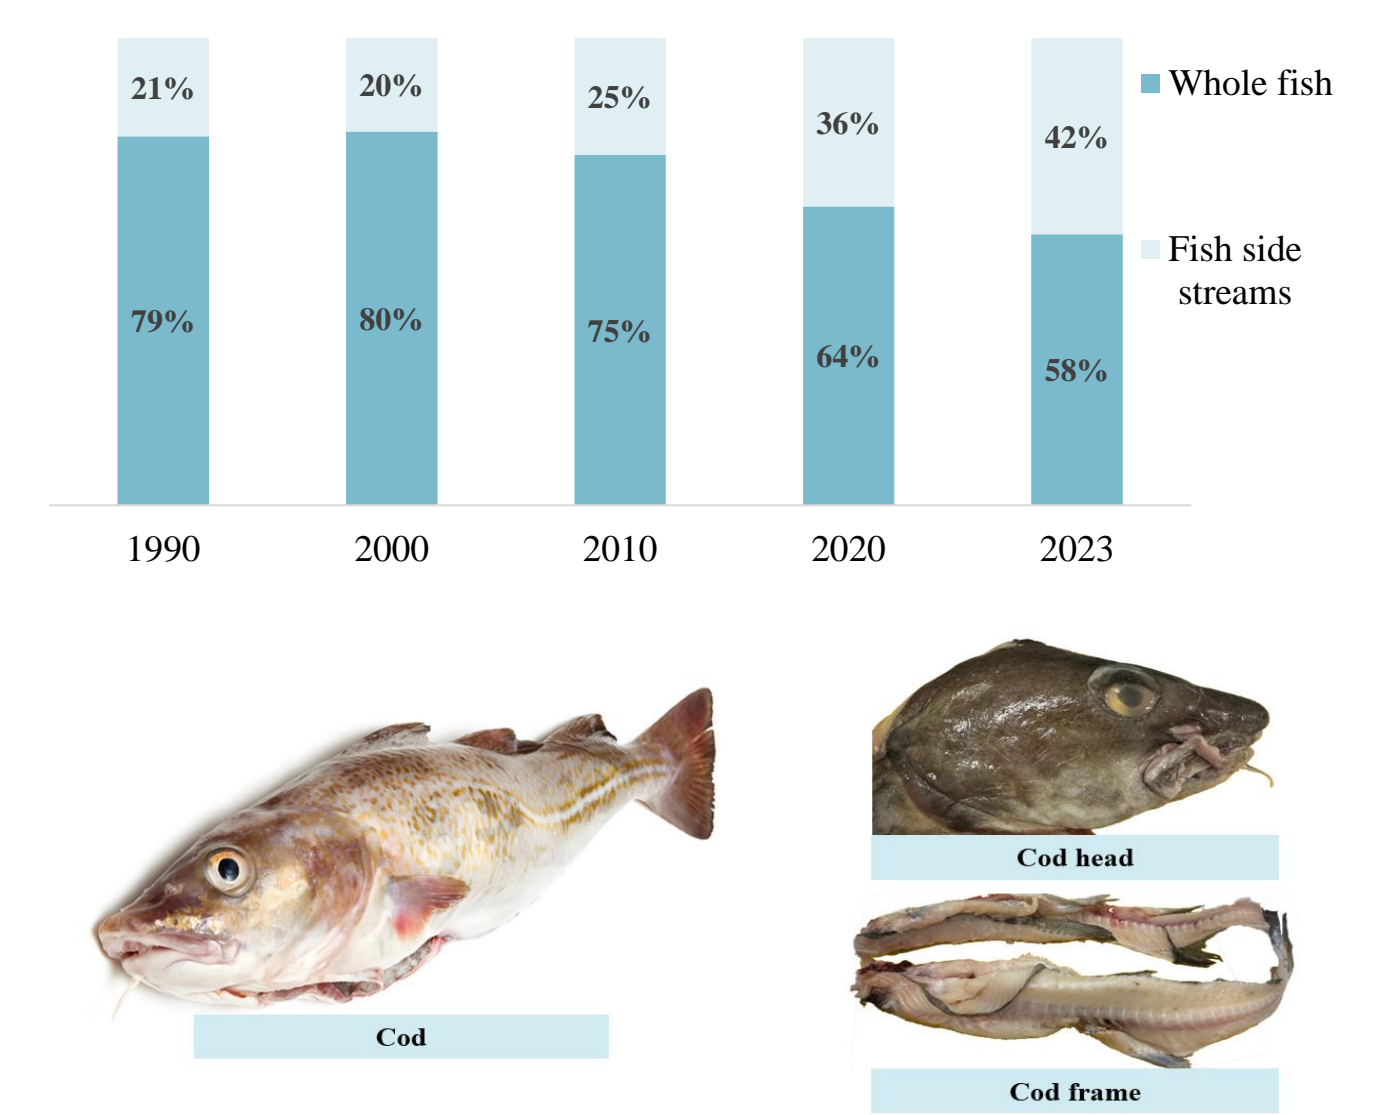 21%
20%
25%
36%
42%
79%
80%
75%
64%
58%
Whole fish
Fish side
streams
1990
2000
2010
2020
2023
Cod
Cod head
Cod frame